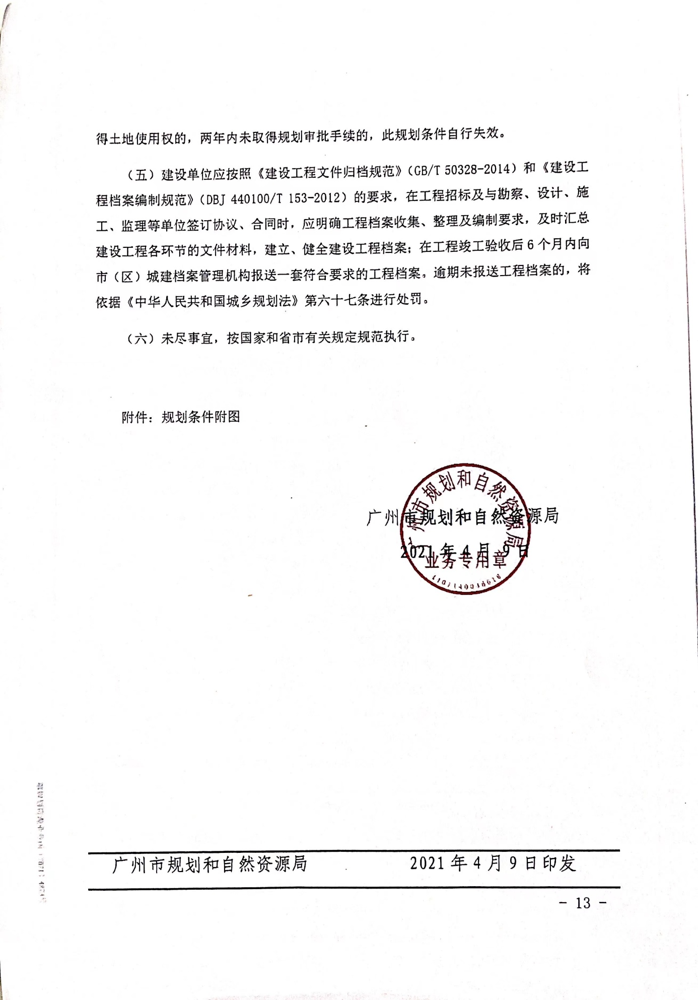 得土地使用权的，两年内未取得规划审批手续的，此规划条件自行失效。
（五）建设单位应按照《建设工程文件归档规范》（GB/T 50328-2014）和《建设工
程档案编制规范》（DBJ 440100/T 153-2012）的要求，在工程招标及与勘察、设计、施
工、监理等单位签订协议、合同时，应明确工程档案收集、整理及编制要求，及时汇总
建设工程各环节的文件材料，建立、健全建设工程档案；在工程竣工验收后6个月内向
市（区）城建档案管理机构报送一套符合要求的工程档案。逾期未报送工程档案的，将
依据《中华人民共和国城乡规划法》第六十七条进行处罚。
（六）未尽事宜，按国家和省市有关规定规范执行。
附件：规划条件附图
广州市规划和自然资源局
广州市规划和自然资源局
2021年4月9日
业务专用章
广州市规划和自然资源局 2021年4月9日印发
- 13 -